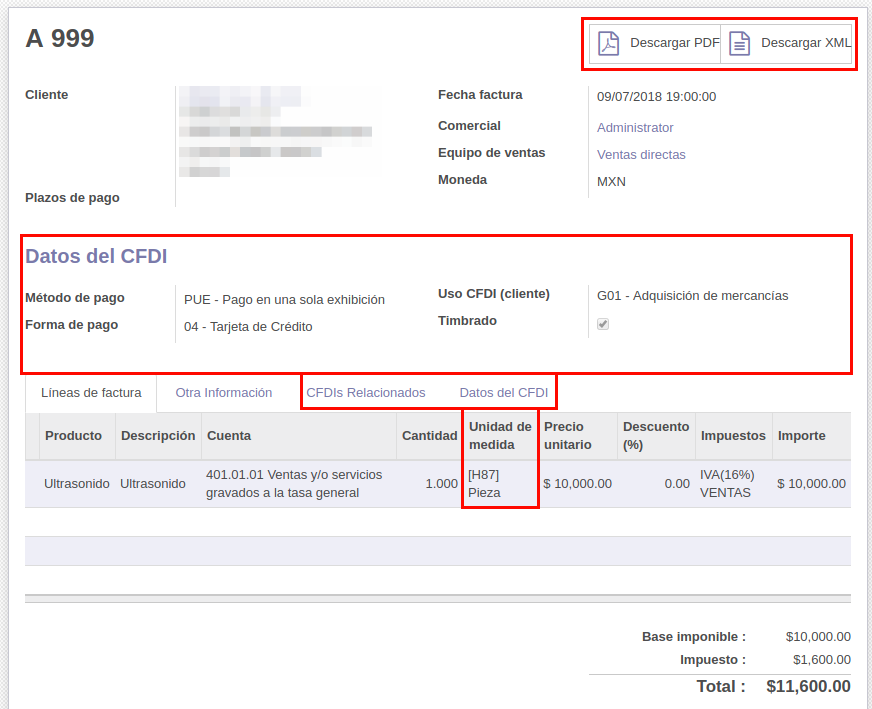 A 999
Descargar PDF
Descargar XML
Cliente
Fecha factura 09/07/2018 19:00:00
Comercial Administrator
Equipo de ventas Ventas directas
Moneda MXN
Plazos de pago
Datos del CFDI
Método de pago PUE - Pago en una sola exhibición
Uso CFDI (cliente) G01 - Adquisición de mercancías
Forma de pago 04 - Tarjeta de Crédito
Timbrado
Líneas de factura Otra Información CFDIs Relacionados Datos del CFDI
Producto Descripción Cuenta Cantidad Unidad de medida Precio unitario Descuento (%) Impuestos Importe
Ultrasonido Ultrasonido 401.01.01 Ventas y/o servicios gravados a la tasa general 1.000 [H87] Pieza $ 10,000.00 0.00 IVA(16%) VENTAS $ 10,000.00
Base imponible : $10,000.00
Impuesto : $1,600.00
Total : $11,600.00